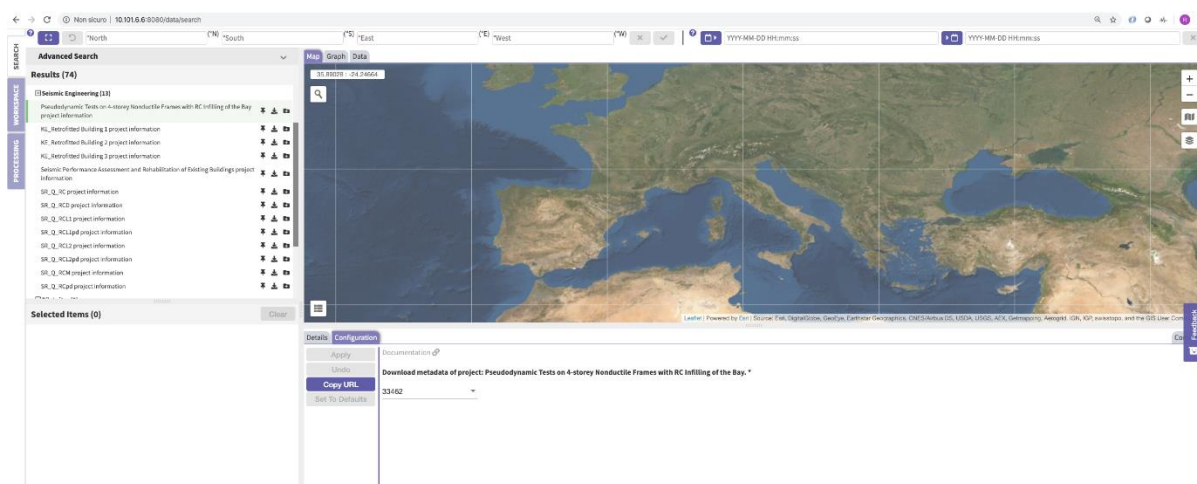 Non sicuro | 10.101.6.6:8080/data/search
°North (°N) °South (°S) °East (°E) °West (°W) YYYY-MM-DD HH:mm:ss YYYY-MM-DD HH:mm:ss
SEARCH
WORKSPACE
PROCESSING
Advanced Search
Results (74)
Seismic Engineering (13)
Pseudodynamic Tests on 4-storey Nonductile Frames with RC Infilling of the Bay
project information
KE_Retrofitted Building 1 project information
KE_Retrofitted Building 2 project information
KE_Retrofitted Building 3 project information
Seismic Performance Assessment and Rehabilitation of Existing Buildings project
information
SR_Q_RC project information
SR_Q_RCD project information
SR_Q_RCL1 project information
SR_Q_RCL1pd project information
SR_Q_RCL2 project information
SR_Q_RCL2pd project information
SR_Q_RCM project information
SR_Q_RCpd project information
Selected Items (0) Clear
Map Graph Data
Leaflet | Powered by Esri | Source: Esri, DigitalGlobe, GeoEye, Earthstar Geographics, CNES/Airbus DS, USDA, USGS, AEX, Getmapping, Aerogrid, IGN, IGP, swisstopo, and the GIS User Com
Feedback
Details Configuration
Apply
Undo
Copy URL
Set To Defaults
Documentation
Download metadata of project: Pseudodynamic Tests on 4-storey Nonductile Frames with RC Infilling of the Bay. *
33462